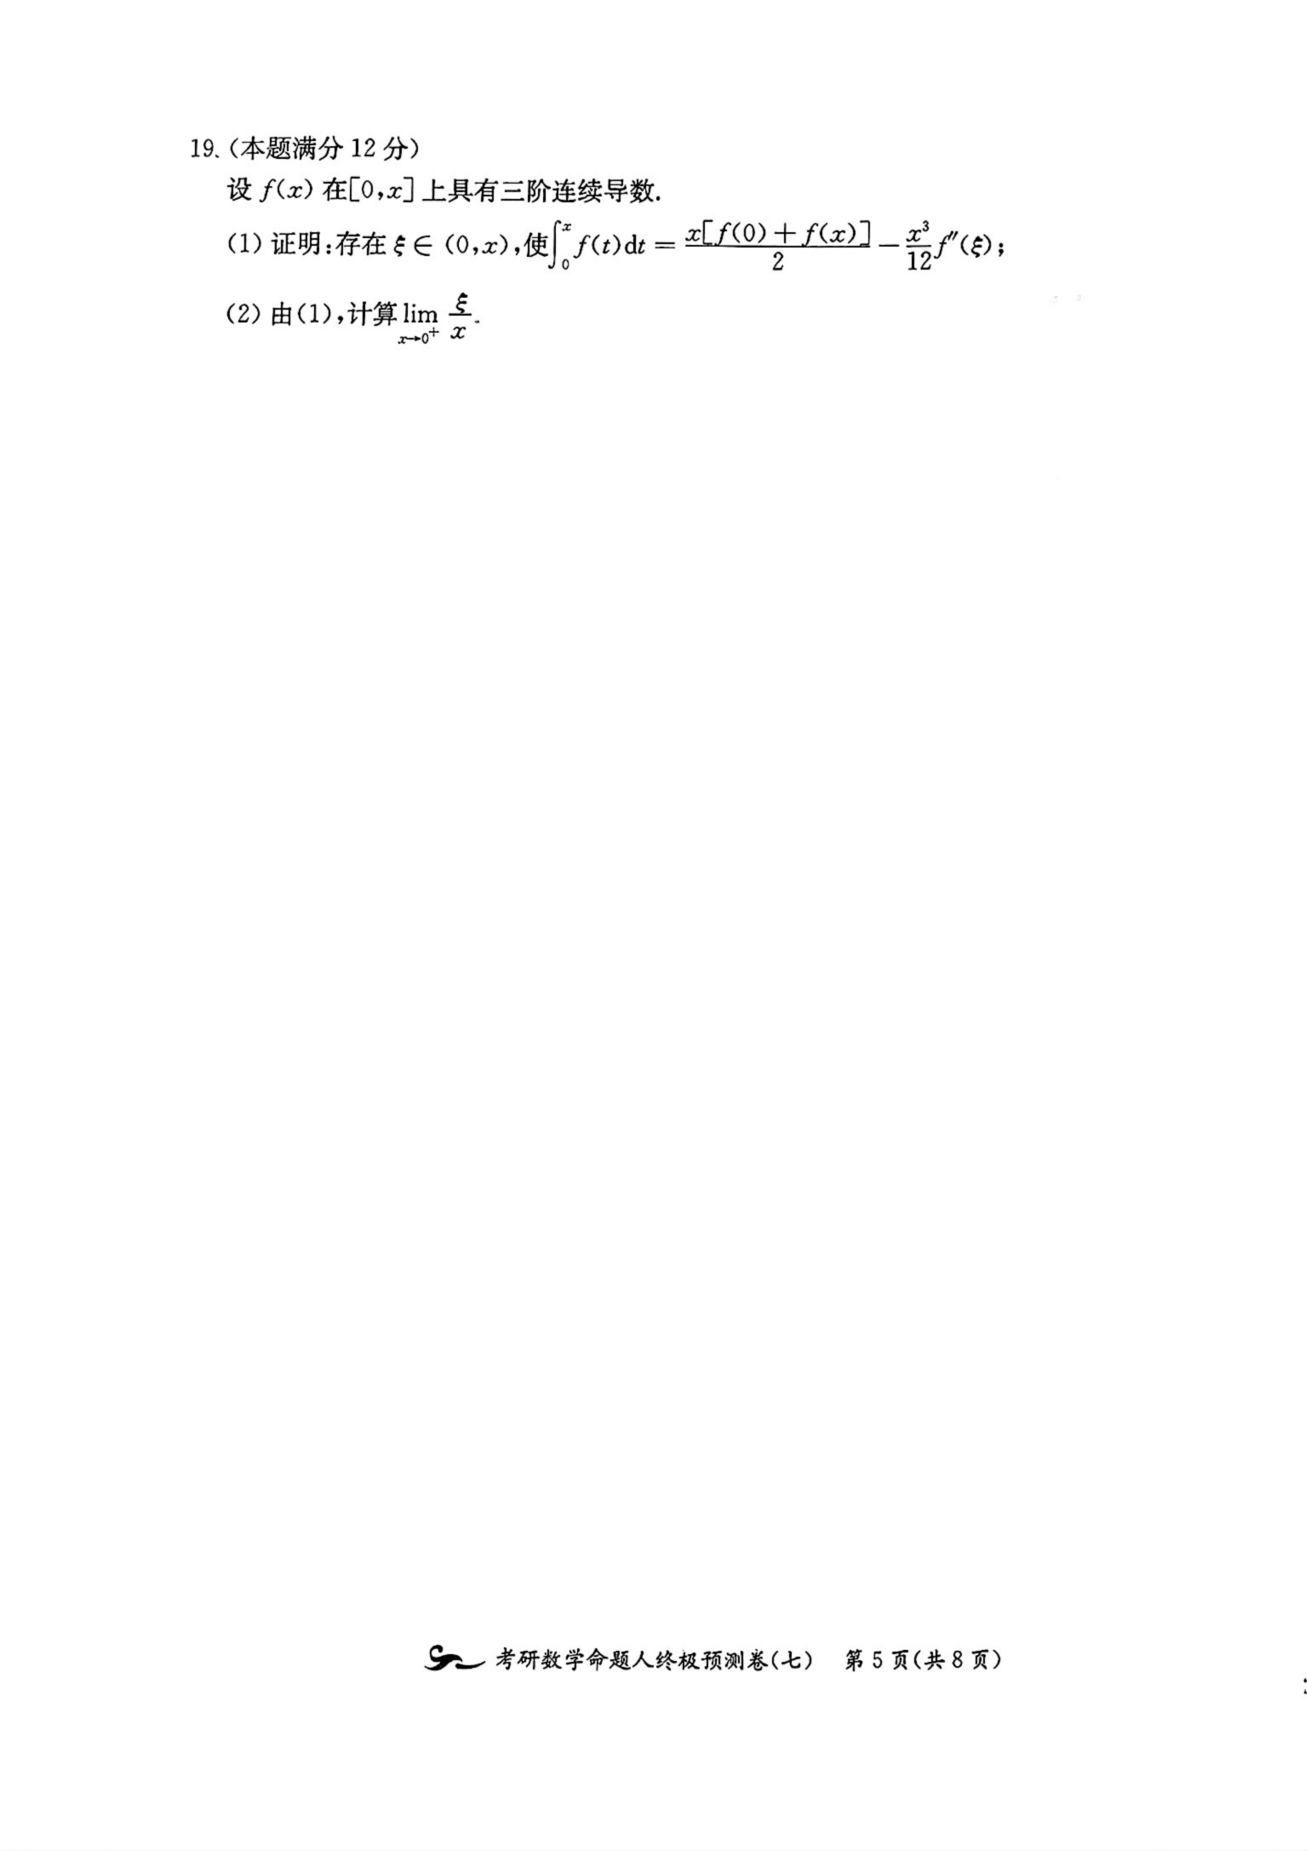 19.(本题满分 12 分)
设 f(x) 在[0,x] 上具有三阶连续导数.
(1) 证明:存在 ξ ∈ (0,x),使∫₀ˣ f(t)dt = x[f(0)+f(x)]/2 − x³/12 f″(ξ);
(2) 由(1),计算 lim x→0⁺ ξ/x.
考研数学命题人终极预测卷(七) 第 5 页(共 8 页)